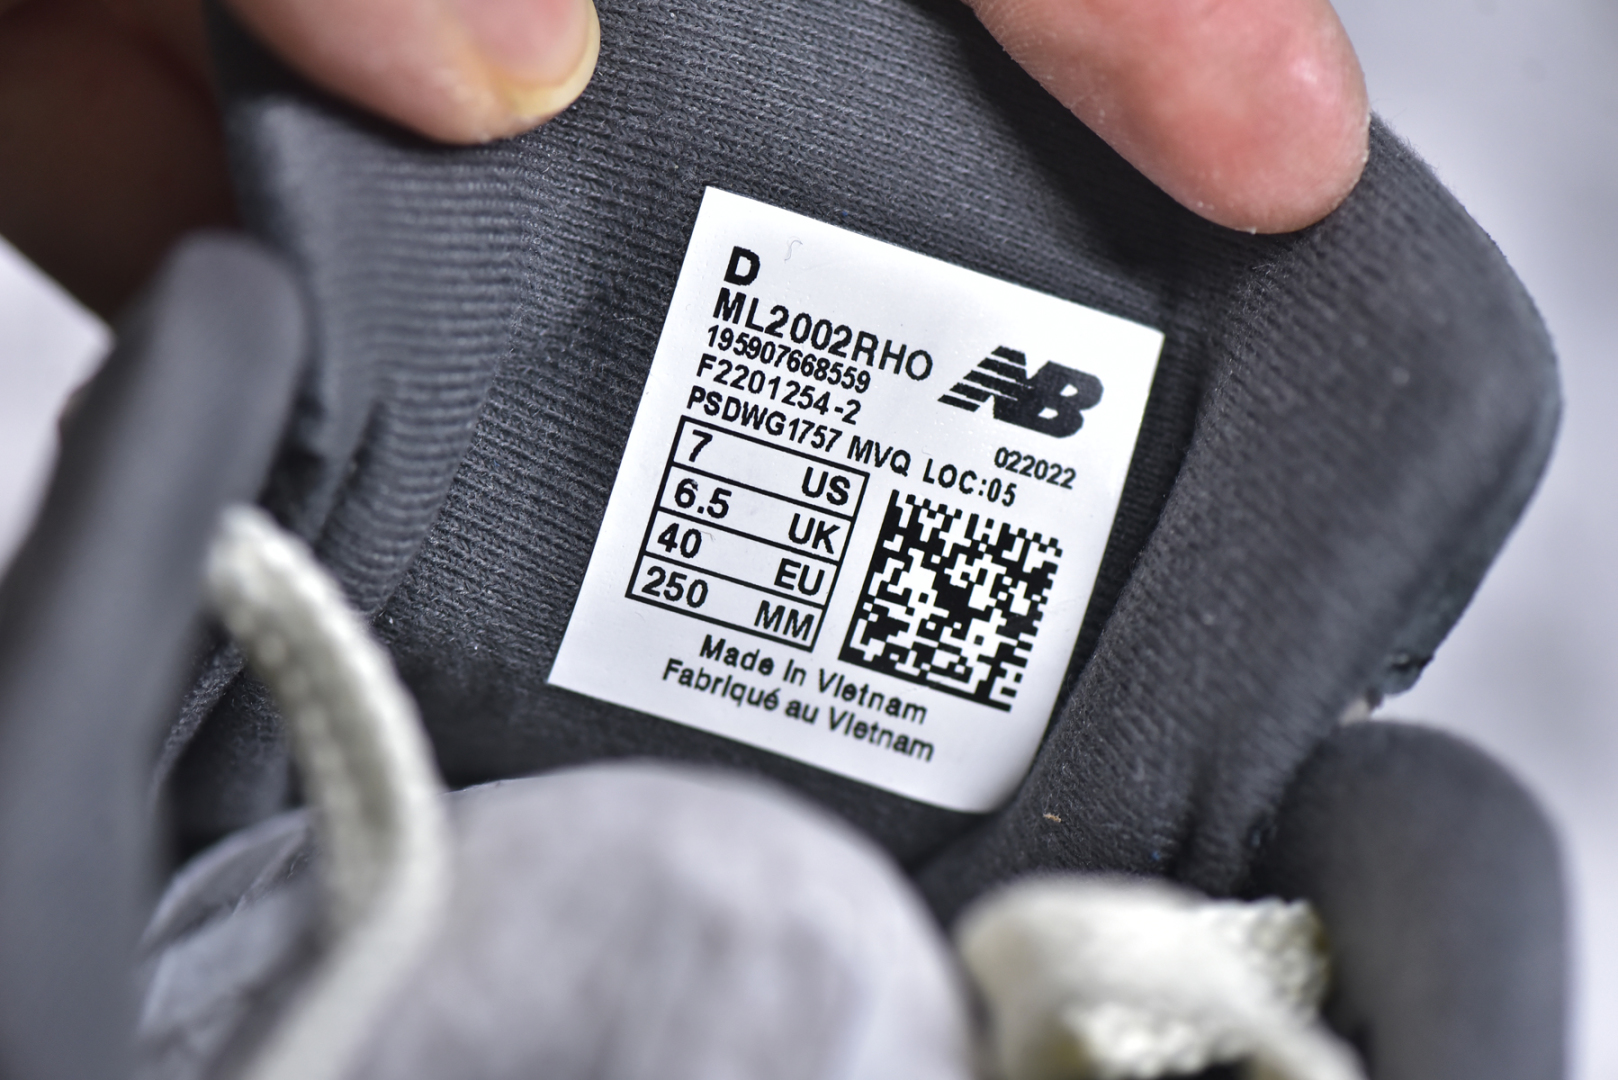 D
ML2002RHO
195907668559
F2201254-2
PSDWG1757 MVQ LOC:05
NB
022022
7 US
6.5 UK
40 EU
250 MM
Made in Vietnam
Fabriqué au Vietnam